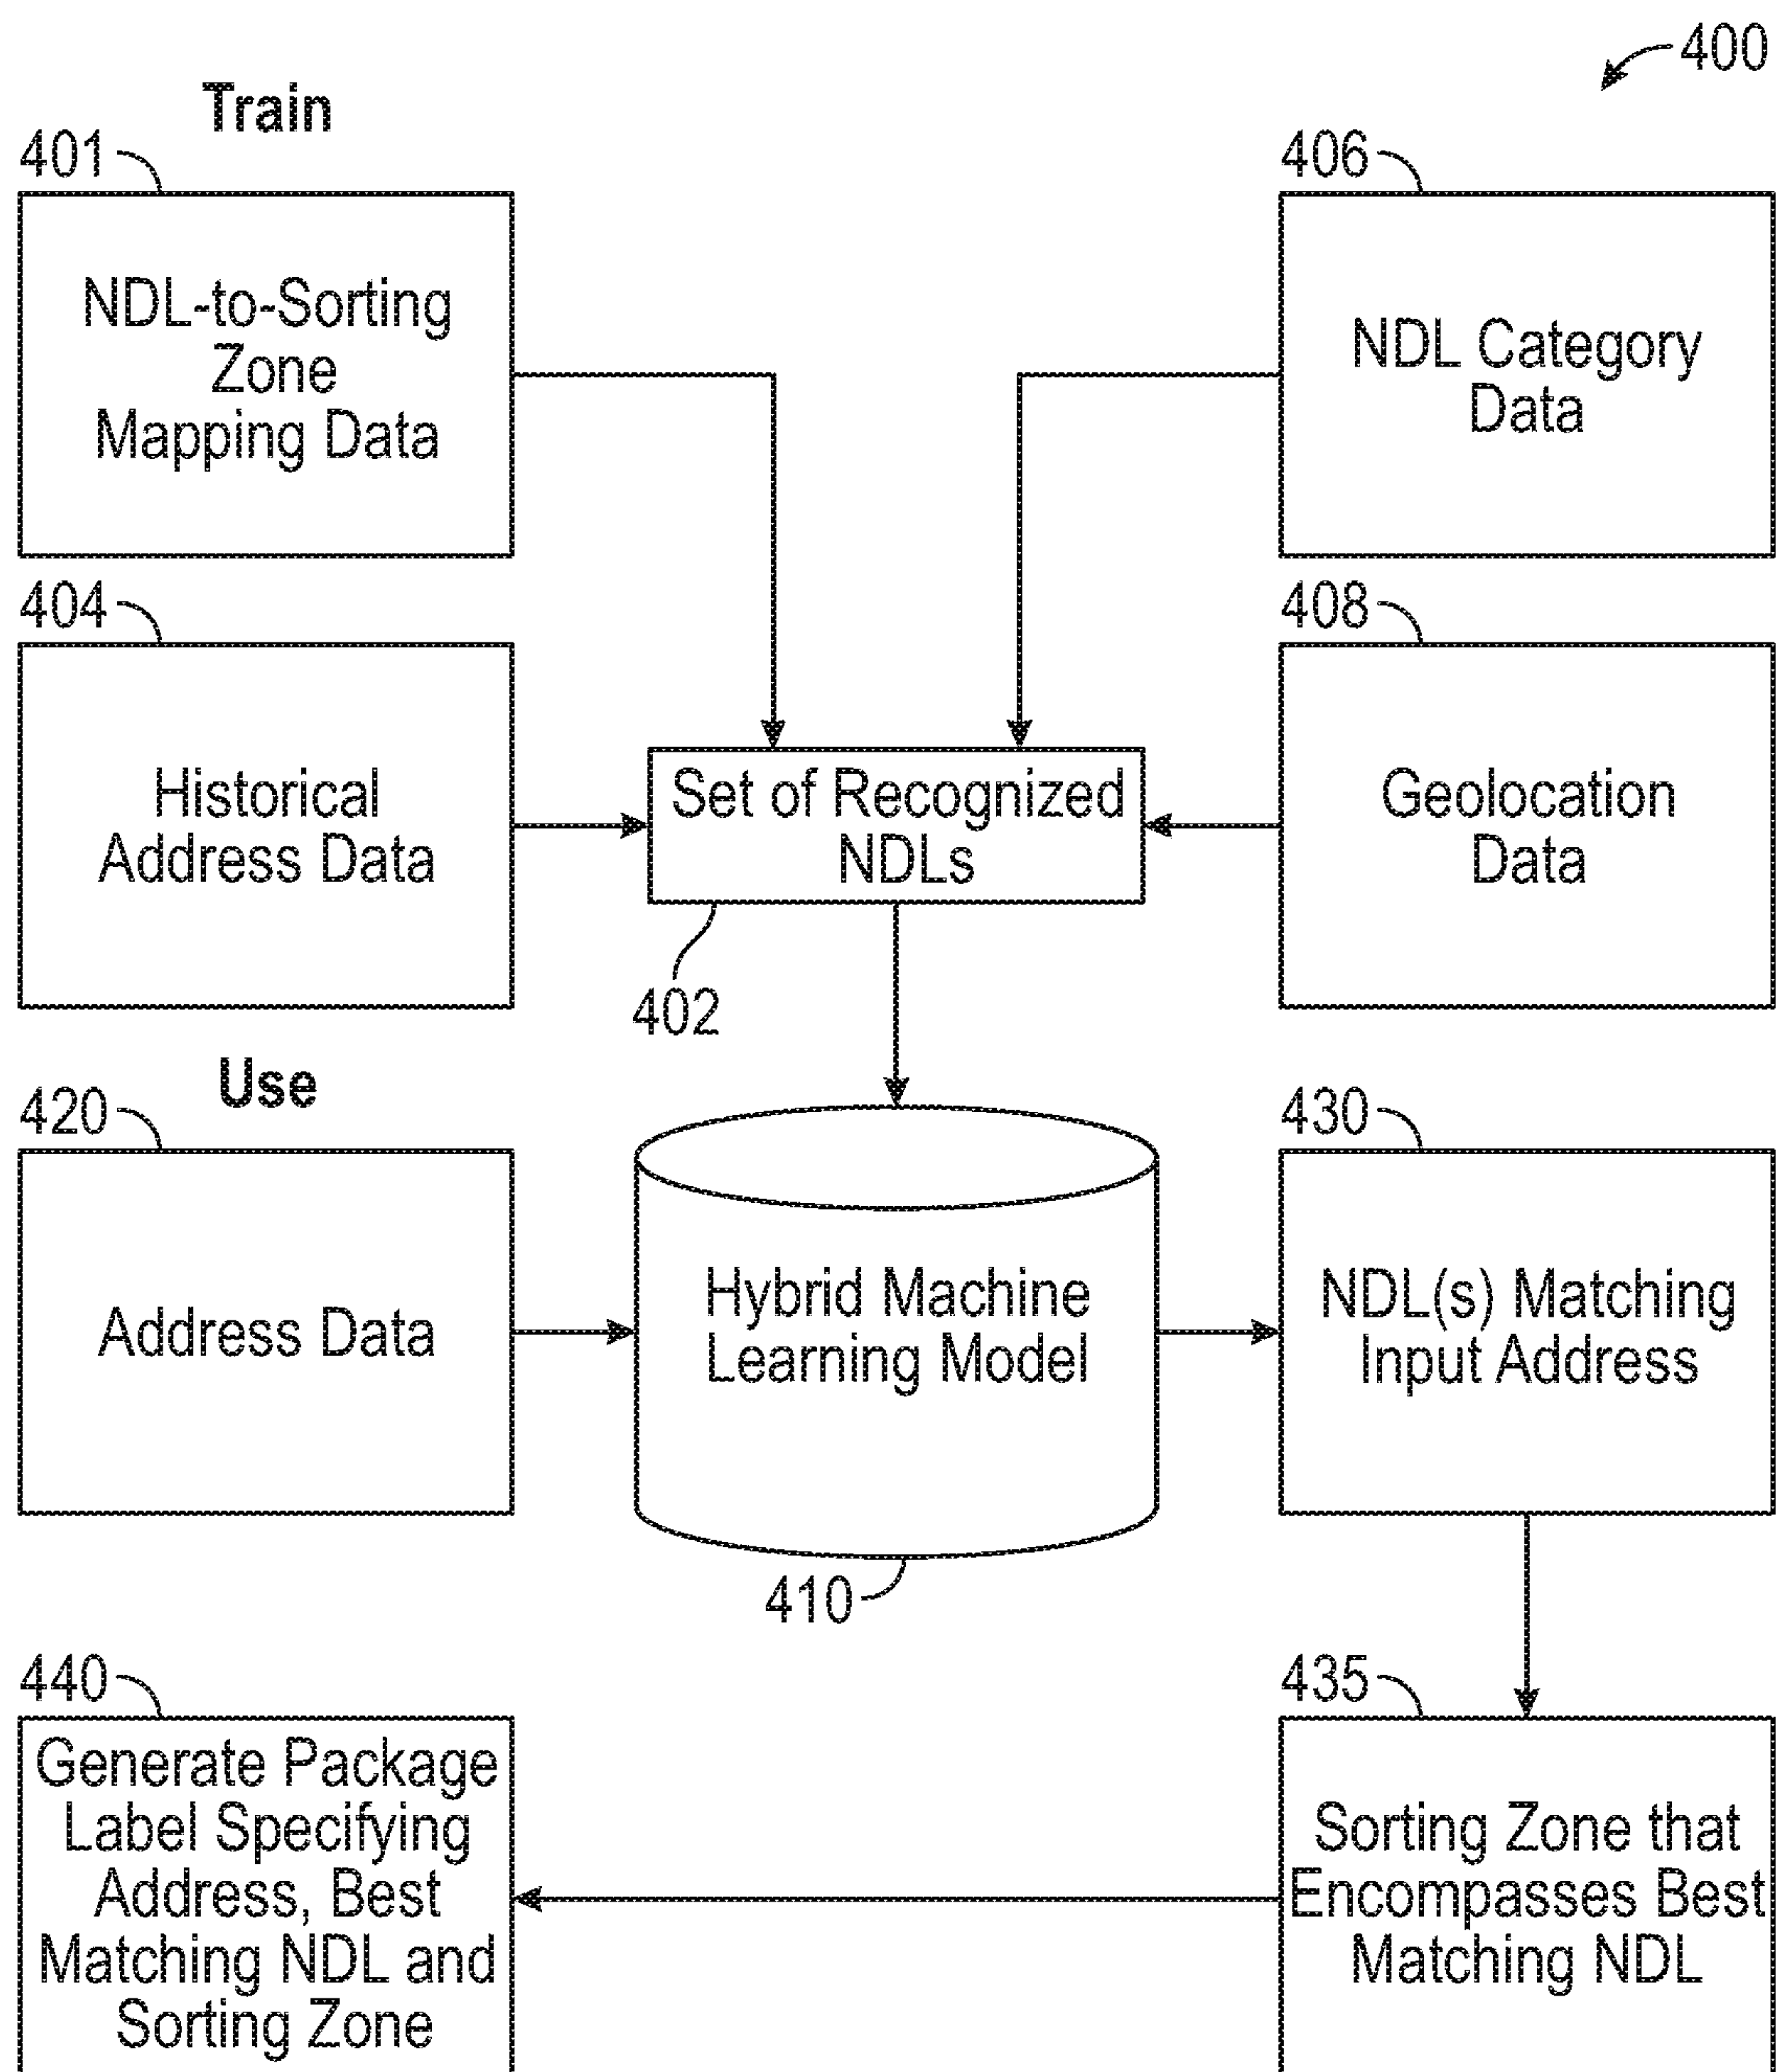 400
Train
401
NDL-to-Sorting
Zone
Mapping Data
406
NDL Category
Data
404
Historical
Address Data
Set of Recognized
NDLs
402
408
Geolocation
Data
Use
420
Address Data
Hybrid Machine
Learning Model
410
430
NDL(s) Matching
Input Address
435
Sorting Zone that
Encompasses Best
Matching NDL
440
Generate Package
Label Specifying
Address, Best
Matching NDL and
Sorting Zone